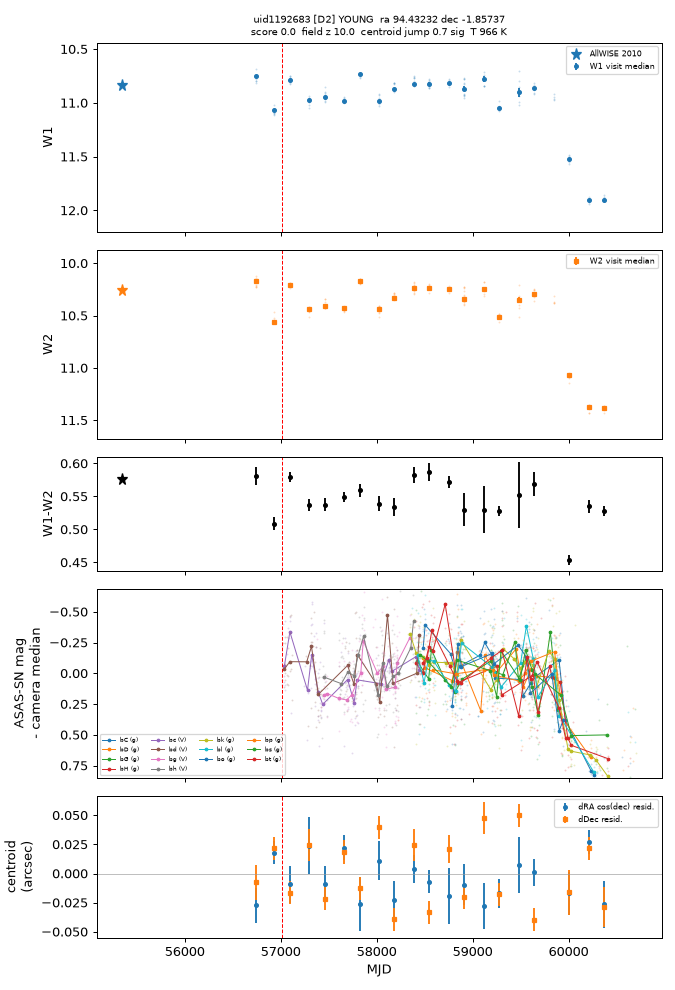 uid1192683 [D2] YOUNG ra 94.43232 dec -1.85737
score 0.0 field z 10.0 centroid jump 0.7 sig T 966 K
10.5
11.0
11.5
12.0
W1
AllWISE 2010
W1 visit median
10.0
10.5
11.0
11.5
W2
W2 visit median
0.60
0.55
0.50
0.45
W1-W2
−0.50
−0.25
0.00
0.25
0.50
0.75
ASAS-SN mag
- camera median
bC (g)
bD (g)
bG (g)
bH (g)
bc (V)
bd (V)
bg (V)
bh (V)
bk (g)
bl (g)
bo (g)
bp (g)
bs (g)
bt (g)
0.050
0.025
0.000
−0.025
−0.050
centroid
(arcsec)
dRA cos(dec) resid.
dDec resid.
56000
57000
58000
59000
60000
MJD